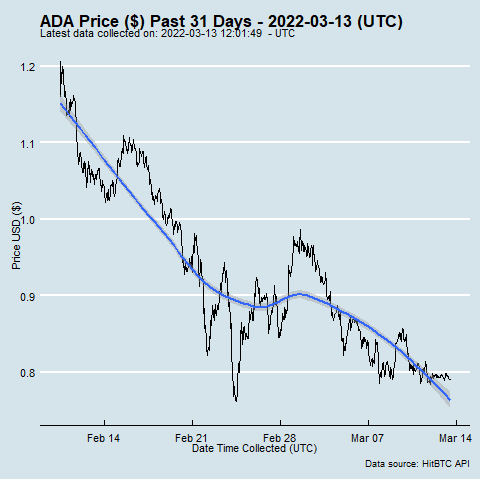 ADA Price ($) Past 31 Days - 2022-03-13 (UTC)
Latest data collected on: 2022-03-13 12:01:49 - UTC
1.2
1.1
1.0
0.9
0.8
Price USD ($)
Feb 14 Feb 21 Feb 28 Mar 07 Mar 14
Date Time Collected (UTC)
Data source: HitBTC API